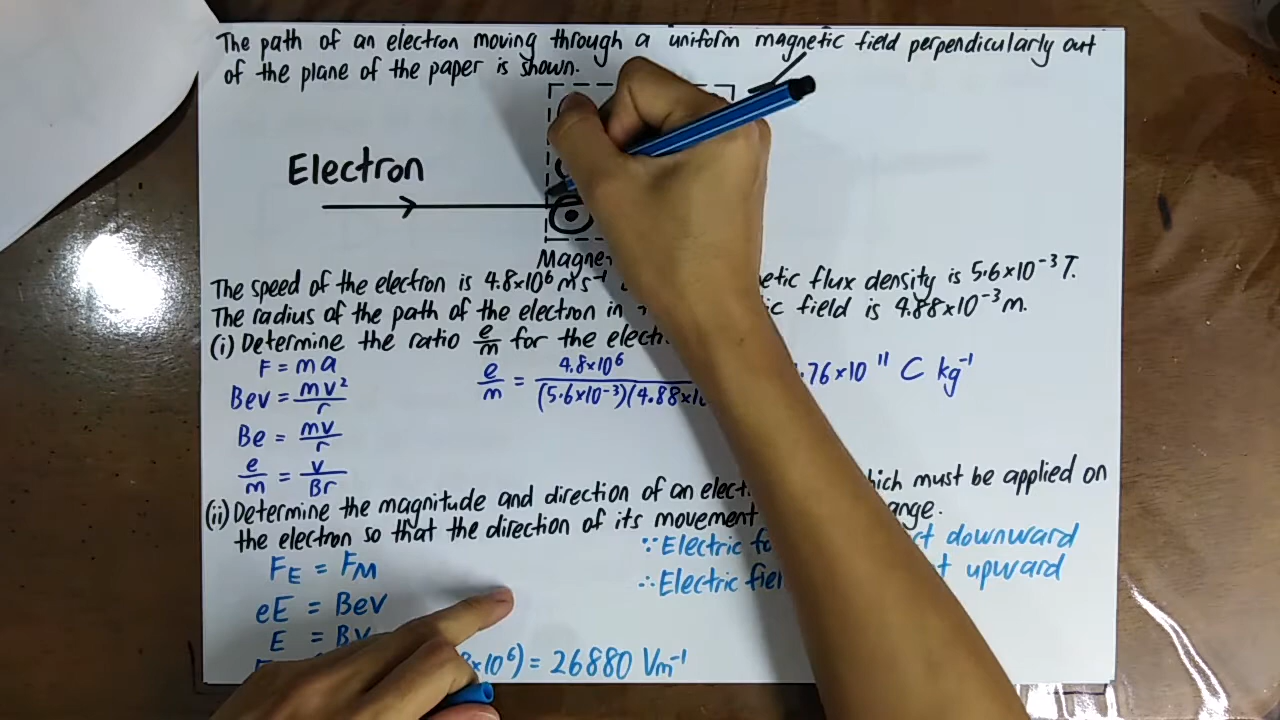 The path of an electron moving through a uniform magnetic field perpendicularly out
of the plane of the paper is shown.
Electron
Magne
The speed of the electron is 4.8×10⁶ ms⁻¹ etic flux density is 5.6×10⁻³ T.
The radius of the path of the electron in ic field is 4.88×10⁻³ m.
(i) Determine the ratio e/m for the elect
F = ma
Bev = mv²/r
Be = mv/r
e/m = v/Br
e/m = 4.8×10⁶/(5.6×10⁻³)(4.88×10 .76×10¹¹ C kg⁻¹
(ii) Determine the magnitude and direction of an elect hich must be applied on
the electron so that the direction of its movement ange.
∵ Electric fo ct downward
∴ Electric fiel t upward
F_E = F_M
eE = Bev
E = Bv
8×10⁶) = 26880 Vm⁻¹